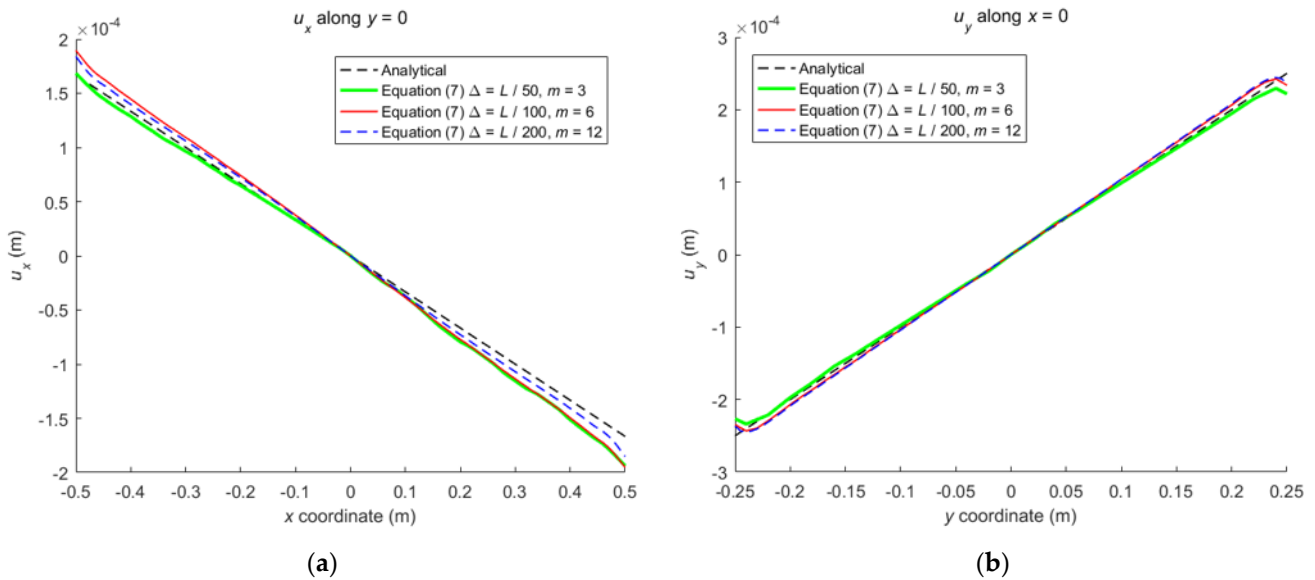 u_x along y = 0
×10⁻⁴
2
1.5
1
0.5
0
-0.5
-1
-1.5
-2
u_x (m)
-0.5 -0.4 -0.3 -0.2 -0.1 0 0.1 0.2 0.3 0.4 0.5
x coordinate (m)
Analytical
Equation (7) Δ = L / 50, m = 3
Equation (7) Δ = L / 100, m = 6
Equation (7) Δ = L / 200, m = 12
(a)
u_y along x = 0
×10⁻⁴
3
2
1
0
-1
-2
-3
u_y (m)
-0.25 -0.2 -0.15 -0.1 -0.05 0 0.05 0.1 0.15 0.2 0.25
y coordinate (m)
Analytical
Equation (7) Δ = L / 50, m = 3
Equation (7) Δ = L / 100, m = 6
Equation (7) Δ = L / 200, m = 12
(b)